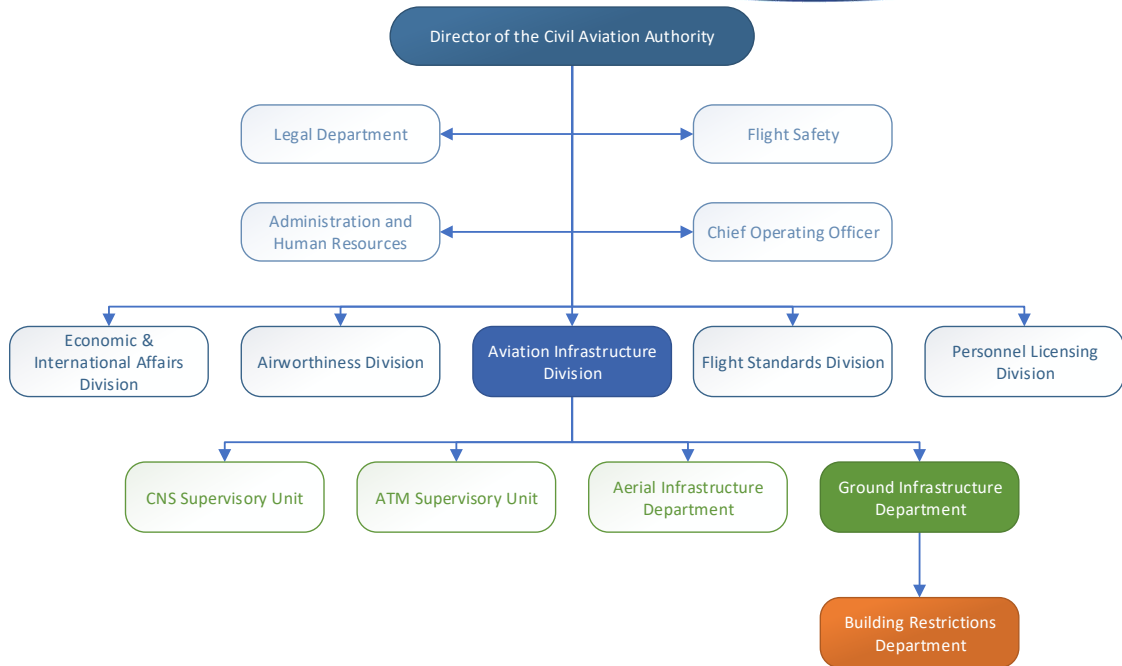 Director of the Civil Aviation Authority
Legal Department
Flight Safety
Administration and
Human Resources
Chief Operating Officer
Economic &
International Affairs
Division
Airworthiness Division
Aviation Infrastructure
Division
Flight Standards Division
Personnel Licensing
Division
CNS Supervisory Unit
ATM Supervisory Unit
Aerial Infrastructure
Department
Ground Infrastructure
Department
Building Restrictions
Department